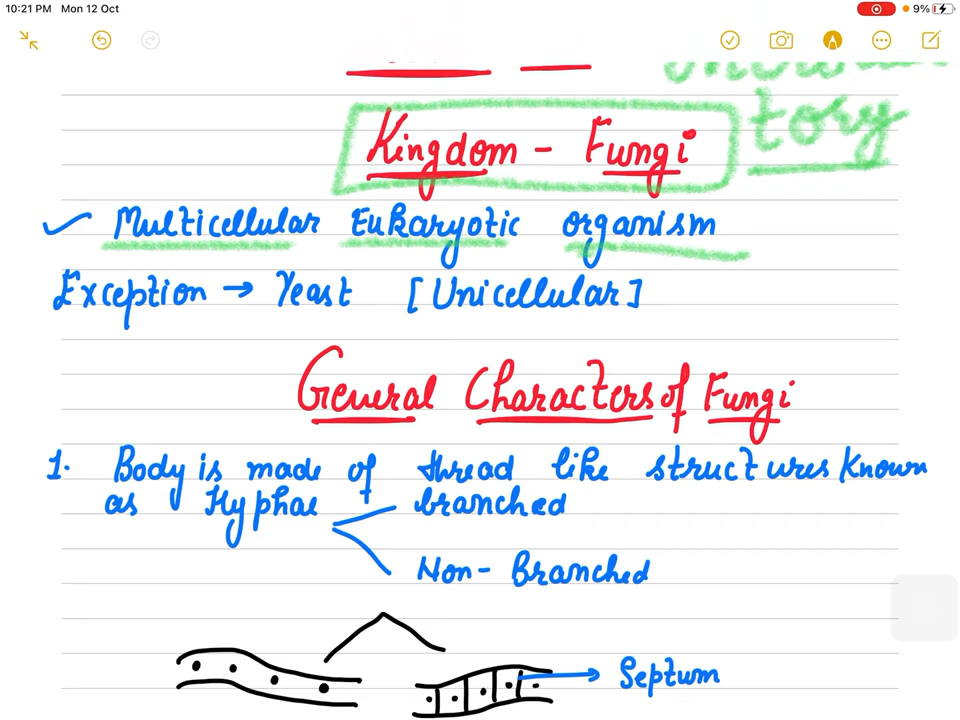 10:21 PM Mon 12 Oct
9%
tory
Kingdom - Fungi
Multicellular Eukaryotic organism
Exception → Yeast [Unicellular]
General Characters of Fungi
1. Body is made of thread like structures Known
as Hyphae branched
Non-Branched
Septum